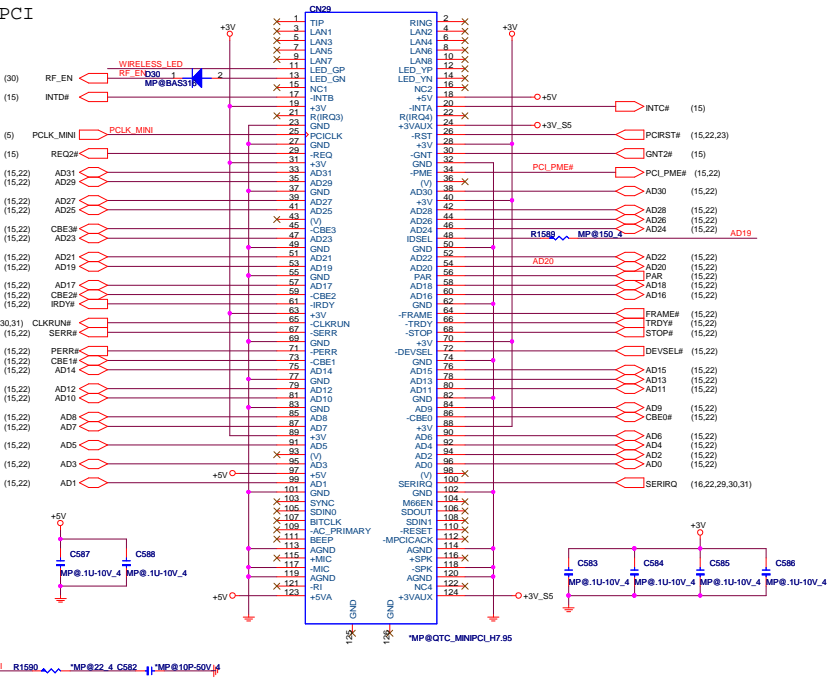 PCI
CN29
+3V
+3V
1 TIP RING 2
3 LAN1 LAN2 4
5 LAN3 LAN4 6
7 LAN5 LAN6 8
9 LAN7 LAN8 10
WIRELESS_LED 11 LED_GP LED_YP 12
(30) RF_EN RF_EN D30 1 2 13 LED_GN LED_YN 14
MP@BAS316
15 NC1 NC2 16
(15) INTD# 17 -INTB +5V 18 +5V
19 +3V -INTA 20 INTC# (15)
21 R(IRQ3) R(IRQ4) 22
23 GND +3VAUX 24 +3V_S5
(5) PCLK_MINI PCLK_MINI 25 PCICLK -RST 26 PCIRST# (15,22,23)
27 GND +3V 28
(15) REQ2# 29 -REQ -GNT 30 GNT2# (15)
31 +3V GND 32
(15,22) AD31 33 AD31 -PME 34 PCI_PME# PCI_PME# (15,22)
(15,22) AD29 35 AD29 (V) 36
37 GND AD30 38 AD30 (15,22)
(15,22) AD27 39 AD27 +3V 40
(15,22) AD25 41 AD25 AD28 42 AD28 (15,22)
43 (V) AD26 44 AD26 (15,22)
(15,22) CBE3# 45 -CBE3 AD24 46 AD24 (15,22)
(15,22) AD23 47 AD23 IDSEL 48 R1589 MP@150_4 AD19
49 GND GND 50
(15,22) AD21 51 AD21 AD22 52 AD22 (15,22)
(15,22) AD19 53 AD19 AD20 54 AD20 AD20 (15,22)
55 GND PAR 56 PAR (15,22)
(15,22) AD17 57 AD17 AD18 58 AD18 (15,22)
(15,22) CBE2# 59 -CBE2 AD16 60 AD16 (15,22)
(15,22) IRDY# 61 -IRDY GND 62
63 +3V -FRAME 64 FRAME# (15,22)
30,31) CLKRUN# 65 -CLKRUN -TRDY 66 TRDY# (15,22)
(15,22) SERR# 67 -SERR -STOP 68 STOP# (15,22)
69 GND +3V 70
(15,22) PERR# 71 -PERR -DEVSEL 72 DEVSEL# (15,22)
(15,22) CBE1# 73 -CBE1 GND 74
(15,22) AD14 75 AD14 AD15 76 AD15 (15,22)
77 GND AD13 78 AD13 (15,22)
(15,22) AD12 79 AD12 AD11 80 AD11 (15,22)
(15,22) AD10 81 AD10 GND 82
83 GND AD9 84 AD9 (15,22)
(15,22) AD8 85 AD8 -CBE0 86 CBE0# (15,22)
(15,22) AD7 87 AD7 +3V 88
89 +3V AD6 90 AD6 (15,22)
(15,22) AD5 91 AD5 AD4 92 AD4 (15,22)
93 (V) AD2 94 AD2 (15,22)
(15,22) AD3 95 AD3 AD0 96 AD0 (15,22)
+5V 97 +5V (V) 98
(15,22) AD1 99 AD1 SERIRQ 100 SERIRQ (16,22,29,30,31)
101 GND GND 102
103 SYNC M66EN 104
105 SDIN0 SDOUT 106
107 BITCLK SDIN1 108
109 -AC_PRIMARY -RESET 110
111 BEEP -MPCICACK 112
113 AGND AGND 114
115 +MIC +SPK 116
117 -MIC -SPK 118
119 AGND AGND 120
121 -RI NC4 122
+5V 123 +5VA +3VAUX 124 +3V_S5
GND GND
125 126
*MP@QTC_MINIPCI_H7.95
+5V
C587 C588
MP@.1U-10V_4 MP@.1U-10V_4
+3V
C583 C584 C585 C586
MP@.1U-10V_4 MP@.1U-10V_4 MP@.1U-10V_4 MP@.1U-10V_4
R1590 *MP@22_4 C582 *MP@10P-50V_4